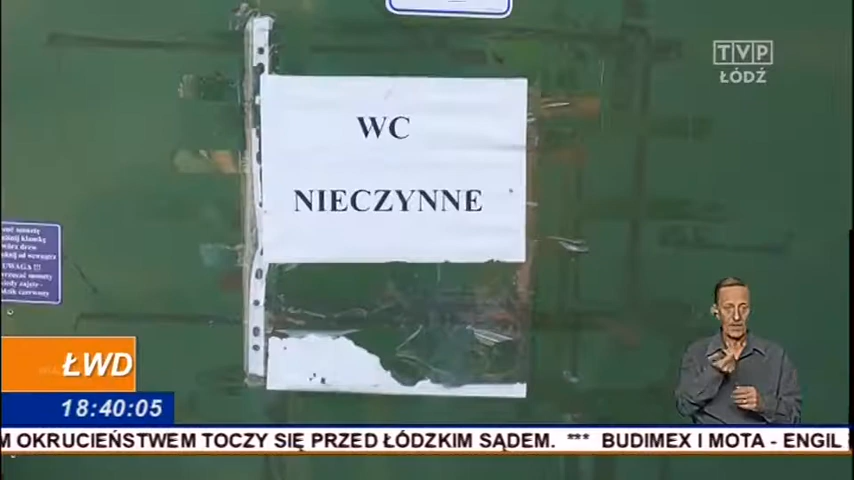 TVP
ŁÓDŹ
WC
NIECZYNNE
UWAGA !!!
ŁWD
18:40:05
M OKRUCIEŃSTWEM TOCZY SIĘ PRZED ŁÓDZKIM SĄDEM. *** BUDIMEX I MOTA - ENGIL